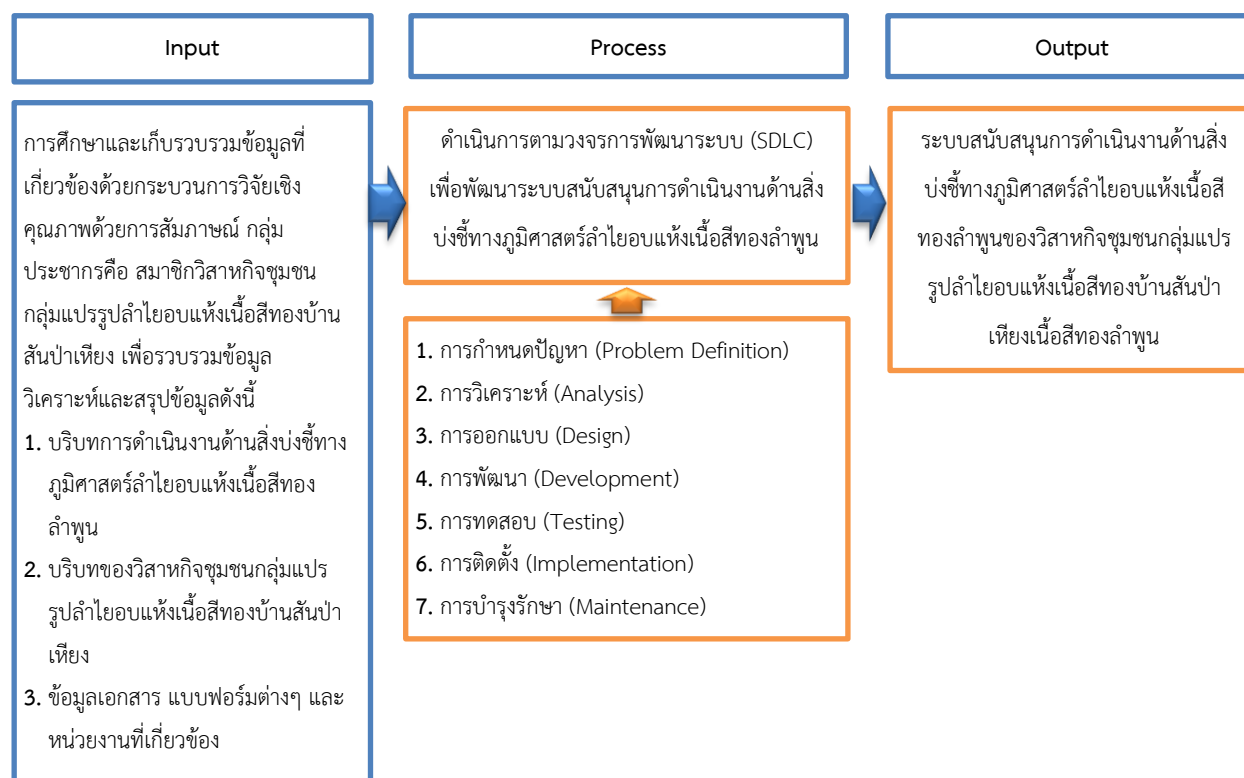 Input
การศึกษาและเก็บรวบรวมข้อมูลที่
เกี่ยวข้องด้วยกระบวนการวิจัยเชิง
คุณภาพด้วยการสัมภาษณ์ กลุ่ม
ประชากรคือ สมาชิกวิสาหกิจชุมชน
กลุ่มแปรรูปลำไยอบแห้งเนื้อสีทองบ้าน
สันป่าเหียง เพื่อรวบรวมข้อมูล
วิเคราะห์และสรุปข้อมูลดังนี้
1. บริบทการดำเนินงานด้านสิ่งบ่งชี้ทาง
ภูมิศาสตร์ลำไยอบแห้งเนื้อสีทอง
ลำพูน
2. บริบทของวิสาหกิจชุมชนกลุ่มแปร
รูปลำไยอบแห้งเนื้อสีทองบ้านสันป่า
เหียง
3. ข้อมูลเอกสาร แบบฟอร์มต่างๆ และ
หน่วยงานที่เกี่ยวข้อง
Process
ดำเนินการตามวงจรการพัฒนาระบบ (SDLC)
เพื่อพัฒนาระบบสนับสนุนการดำเนินงานด้านสิ่ง
บ่งชี้ทางภูมิศาสตร์ลำไยอบแห้งเนื้อสีทองลำพูน
1. การกำหนดปัญหา (Problem Definition)
2. การวิเคราะห์ (Analysis)
3. การออกแบบ (Design)
4. การพัฒนา (Development)
5. การทดสอบ (Testing)
6. การติดตั้ง (Implementation)
7. การบำรุงรักษา (Maintenance)
Output
ระบบสนับสนุนการดำเนินงานด้านสิ่ง
บ่งชี้ทางภูมิศาสตร์ลำไยอบแห้งเนื้อสี
ทองลำพูนของวิสาหกิจชุมชนกลุ่มแปร
รูปลำไยอบแห้งเนื้อสีทองบ้านสันป่า
เหียงเนื้อสีทองลำพูน